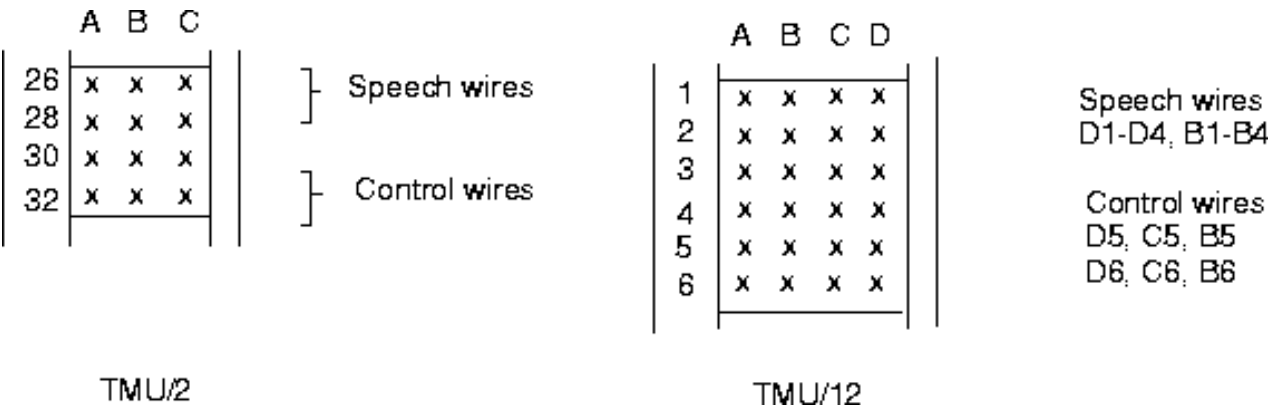 A B C
26 x x x
28 x x x
30 x x x
32 x x x
Speech wires
Control wires
TMU/2
A B C D
1 x x x x
2 x x x x
3 x x x x
4 x x x x
5 x x x x
6 x x x x
Speech wires
D1-D4, B1-B4
Control wires
D5, C5, B5
D6, C6, B6
TMU/12